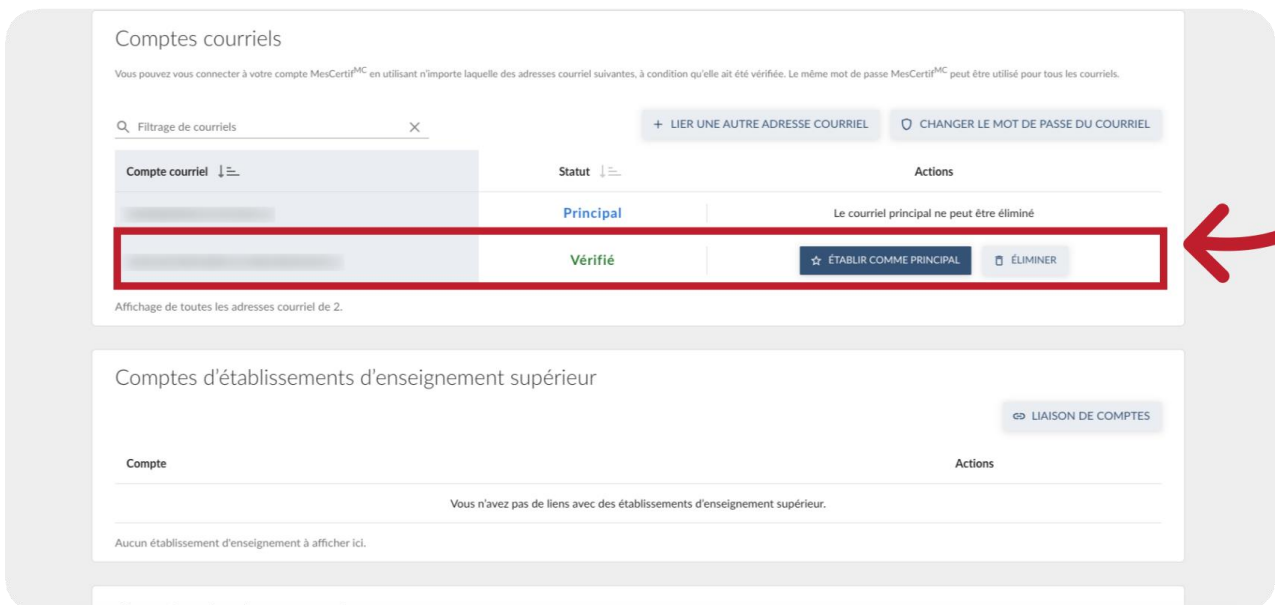 Comptes courriels
Vous pouvez vous connecter à votre compte MesCertifMC en utilisant n'importe laquelle des adresses courriel suivantes, à condition qu'elle ait été vérifiée. Le même mot de passe MesCertifMC peut être utilisé pour tous les courriels.
Filtrage de courriels
+ LIER UNE AUTRE ADRESSE COURRIEL
CHANGER LE MOT DE PASSE DU COURRIEL
Compte courriel Statut Actions
Principal Le courriel principal ne peut être éliminé
Vérifié ÉTABLIR COMME PRINCIPAL ÉLIMINER
Affichage de toutes les adresses courriel de 2.
Comptes d'établissements d'enseignement supérieur
LIAISON DE COMPTES
Compte Actions
Vous n'avez pas de liens avec des établissements d'enseignement supérieur.
Aucun établissement d'enseignement à afficher ici.